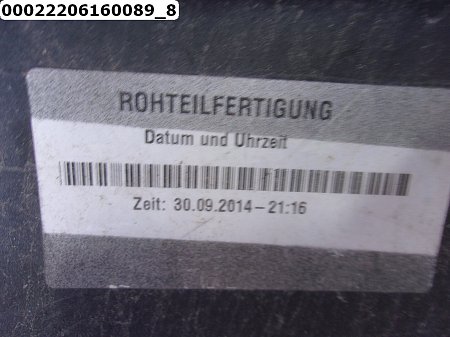 00022206160089_8
ROHTEILFERTIGUNG
Datum und Uhrzeit
Zeit: 30.09.2014-21:16